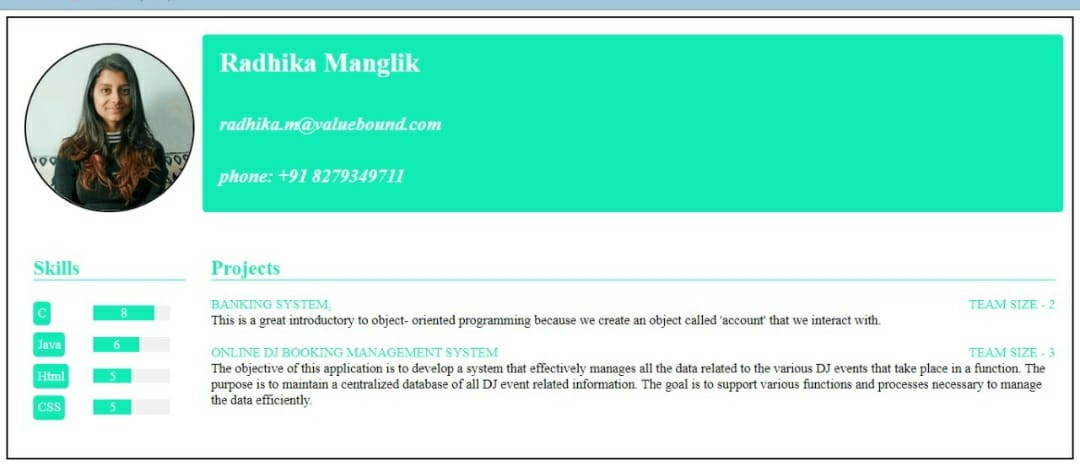 Radhika Manglik
radhika.m@valuebound.com
phone: +91 8279349711
Skills
C 8
Java 6
Html 5
CSS 5
Projects
BANKING SYSTEM, TEAM SIZE - 2
This is a great introductory to object- oriented programming because we create an object called 'account' that we interact with.
ONLINE DJ BOOKING MANAGEMENT SYSTEM TEAM SIZE - 3
The objective of this application is to develop a system that effectively manages all the data related to the various DJ events that take place in a function. The
purpose is to maintain a centralized database of all DJ event related information. The goal is to support various functions and processes necessary to manage
the data efficiently.